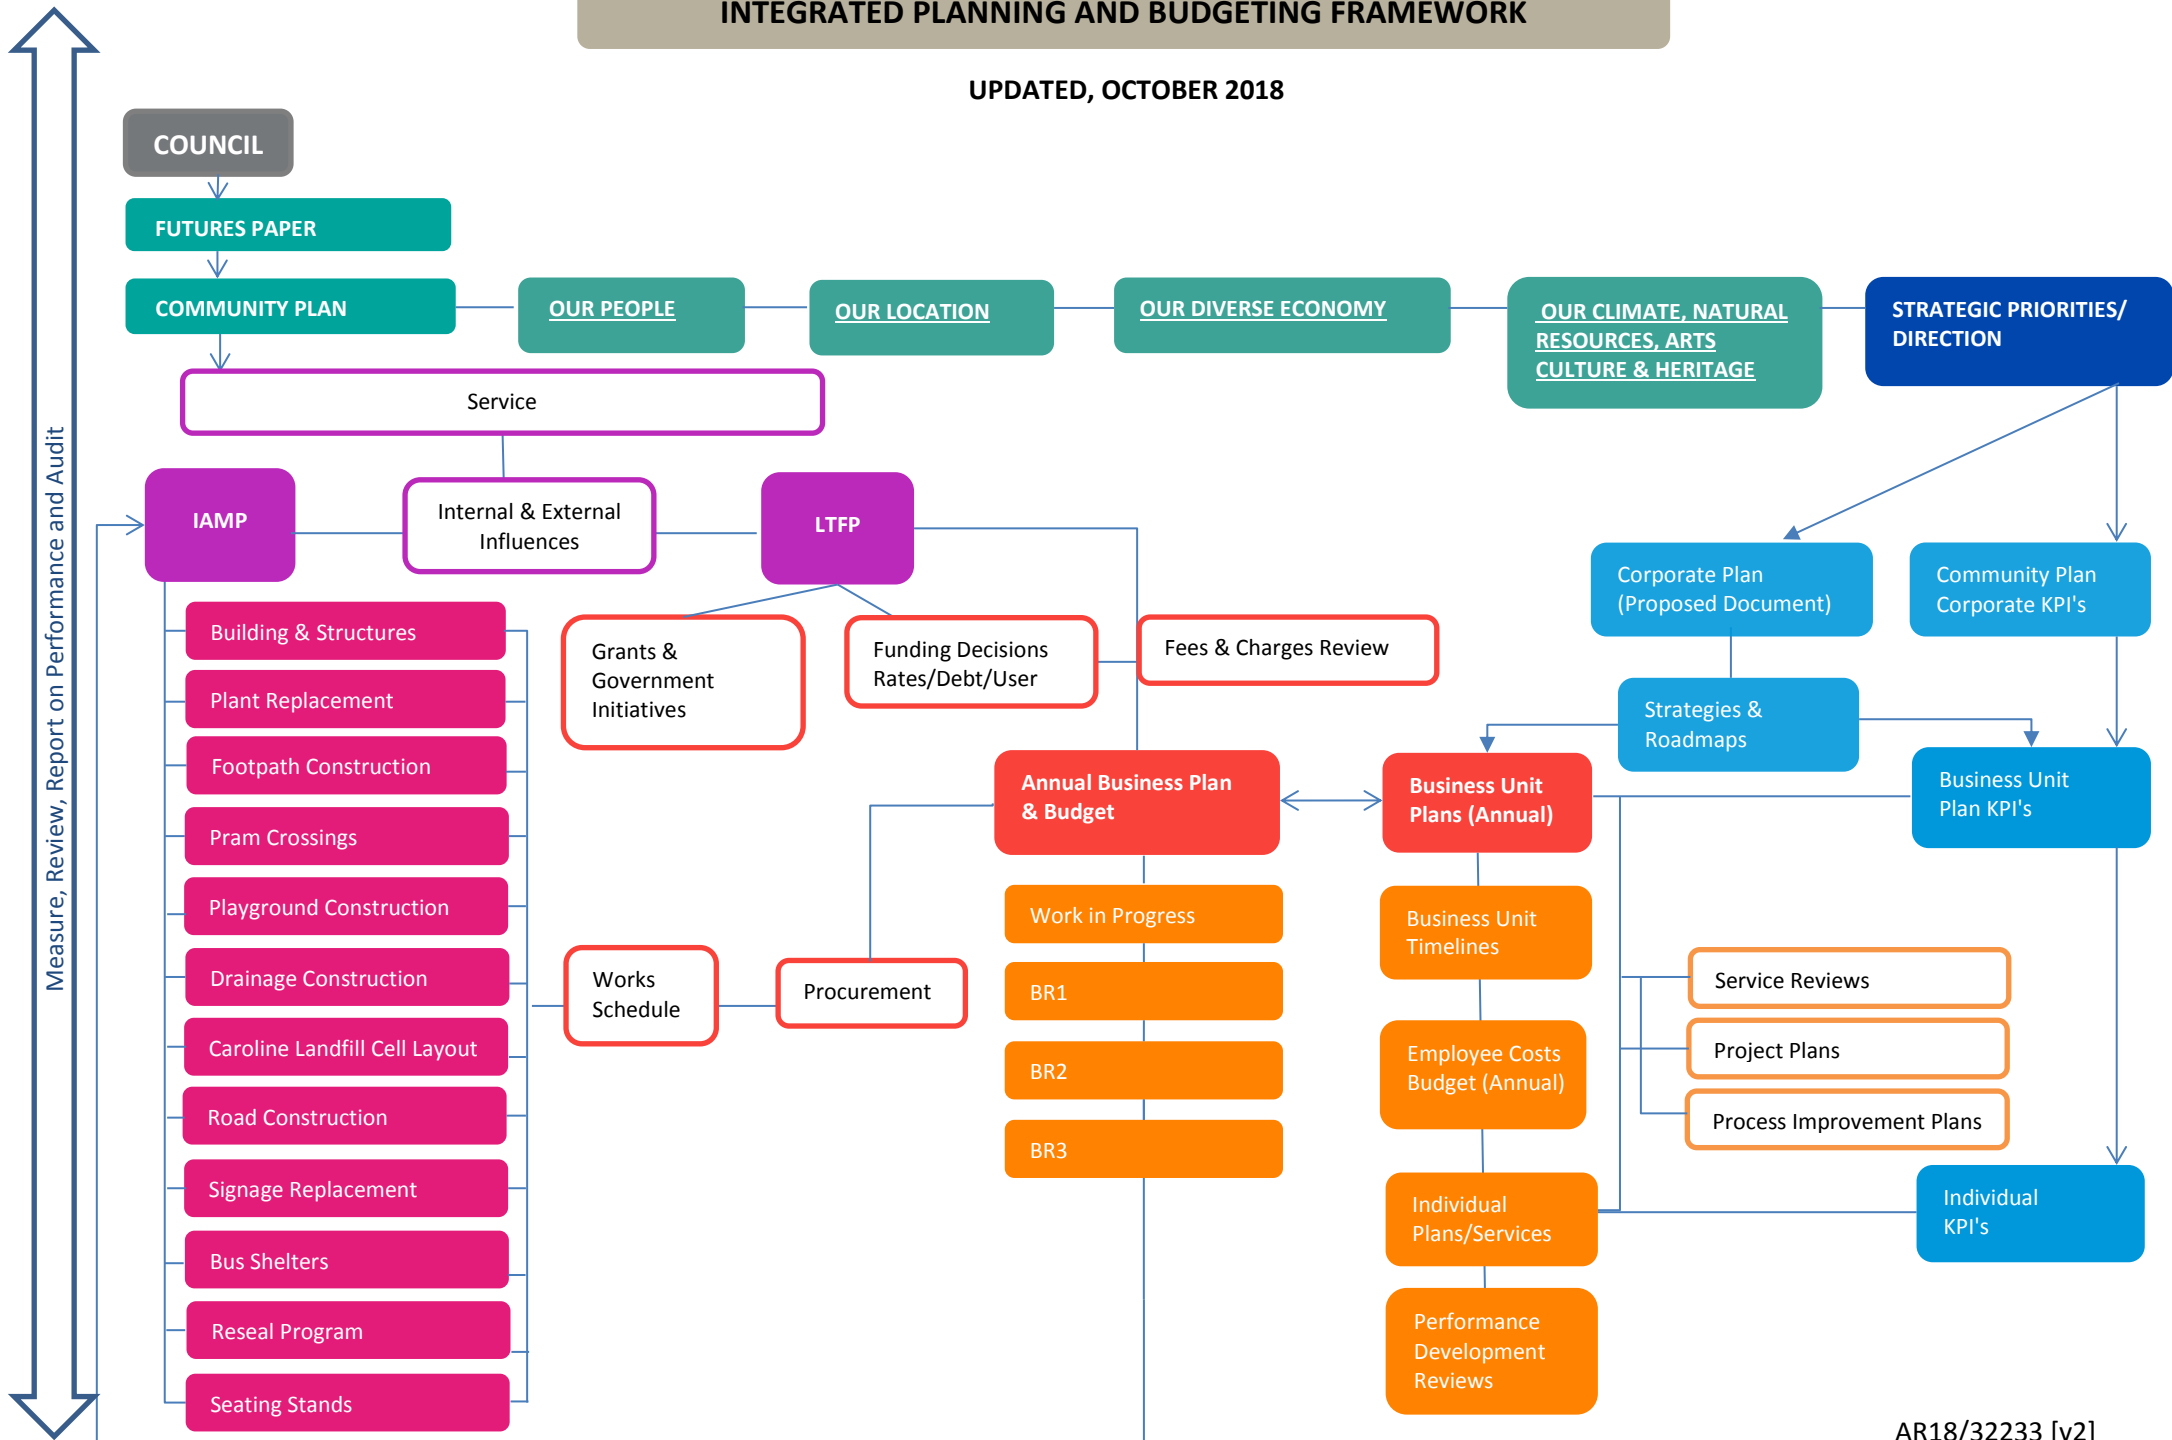 INTEGRATED PLANNING AND BUDGETING FRAMEWORK
UPDATED, OCTOBER 2018
COUNCIL
FUTURES PAPER
COMMUNITY PLAN
OUR PEOPLE
OUR LOCATION
OUR DIVERSE ECONOMY
OUR CLIMATE, NATURAL
RESOURCES, ARTS
CULTURE & HERITAGE
STRATEGIC PRIORITIES/
DIRECTION
Service
Measure, Review, Report on Performance and Audit
IAMP
Internal & External
Influences
LTFP
Corporate Plan
(Proposed Document)
Community Plan
Corporate KPI's
Building & Structures
Plant Replacement
Footpath Construction
Pram Crossings
Playground Construction
Drainage Construction
Caroline Landfill Cell Layout
Road Construction
Signage Replacement
Bus Shelters
Reseal Program
Seating Stands
Grants &
Government
Initiatives
Funding Decisions
Rates/Debt/User
Fees & Charges Review
Strategies &
Roadmaps
Works
Schedule
Procurement
Annual Business Plan
& Budget
Work in Progress
BR1
BR2
BR3
Business Unit
Plans (Annual)
Business Unit
Timelines
Employee Costs
Budget (Annual)
Individual
Plans/Services
Performance
Development
Reviews
Business Unit
Plan KPI's
Service Reviews
Project Plans
Process Improvement Plans
Individual
KPI's
AR18/32233 [v2]